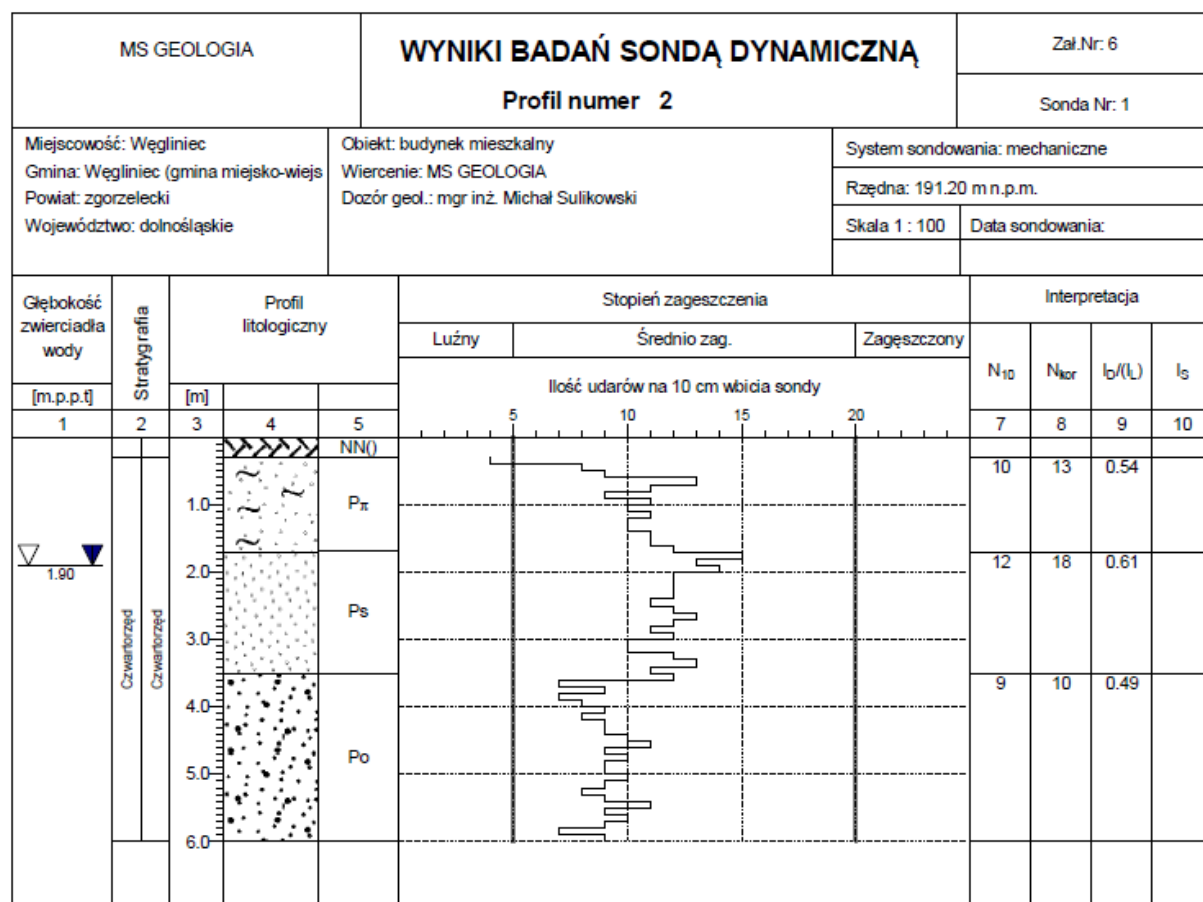 MS GEOLOGIA
WYNIKI BADAŃ SONDĄ DYNAMICZNĄ
Profil numer 2
Zał.Nr: 6
Sonda Nr: 1
Miejscowość: Węgliniec
Gmina: Węgliniec (gmina miejsko-wiejs
Powiat: zgorzelecki
Województwo: dolnośląskie
Obiekt: budynek mieszkalny
Wiercenie: MS GEOLOGIA
Dozór geol.: mgr inż. Michał Sulikowski
System sondowania: mechaniczne
Rzędna: 191.20 m n.p.m.
Skala 1 : 100
Data sondowania:
Głębokość
zwierciadła
wody
[m.p.p.t]
Stratygrafia
Profil
litologiczny
[m]
Stopień zageszczenia
Luźny
Średnio zag.
Zagęszczony
Ilość udarów na 10 cm wbicia sondy
5 10 15 20
Interpretacja
N10 Nkor ID/(IL) IS
1 2 3 4 5 7 8 9 10
NN()
10 13 0.54
1.0
Pπ
1.90
2.0
12 18 0.61
Ps
3.0
Czwartorzęd
Czwartorzęd
9 10 0.49
4.0
Po
5.0
6.0